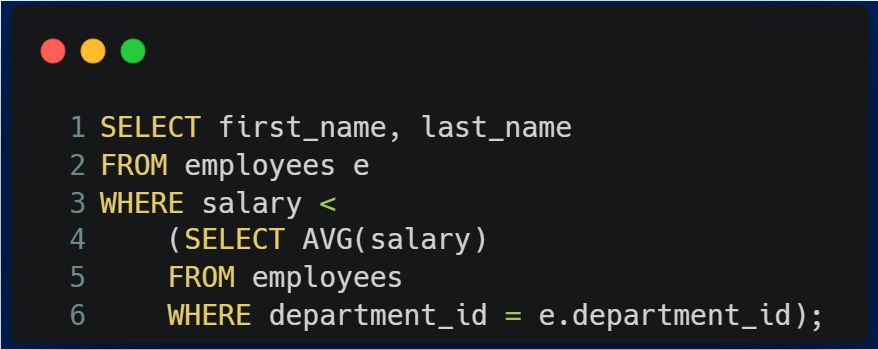 1 SELECT first_name, last_name
2 FROM employees e
3 WHERE salary <
4     (SELECT AVG(salary)
5     FROM employees
6     WHERE department_id = e.department_id);